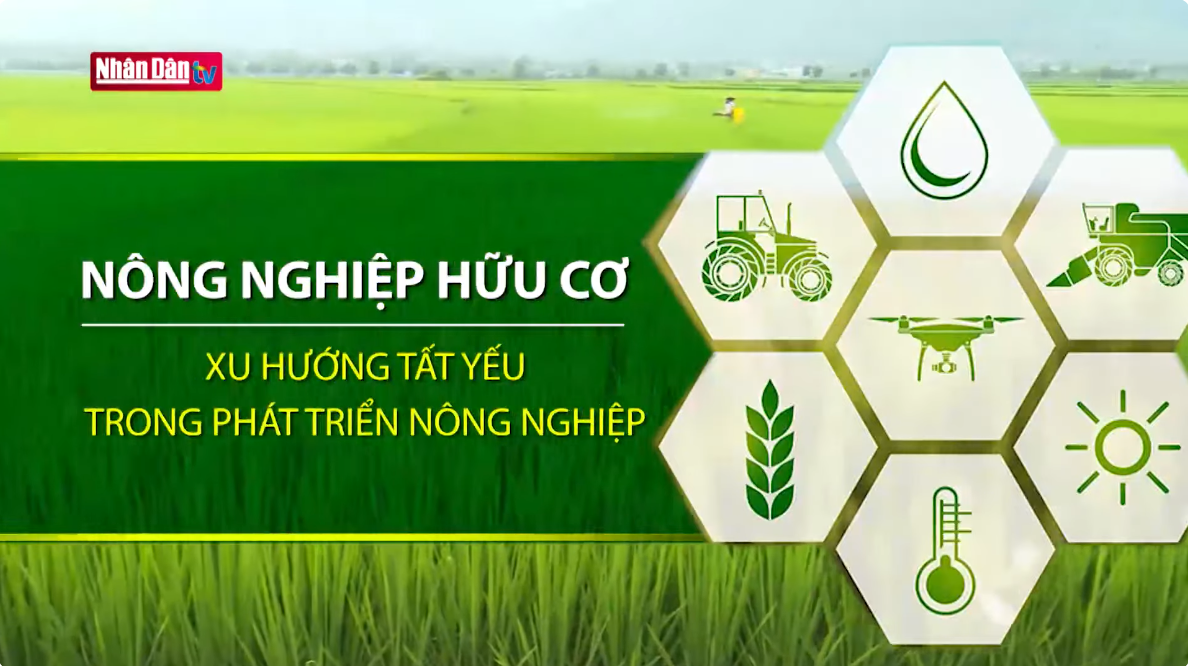 Nhân Dân tv
NÔNG NGHIỆP HỮU CƠ
XU HƯỚNG TẤT YẾU
TRONG PHÁT TRIỂN NÔNG NGHIỆP